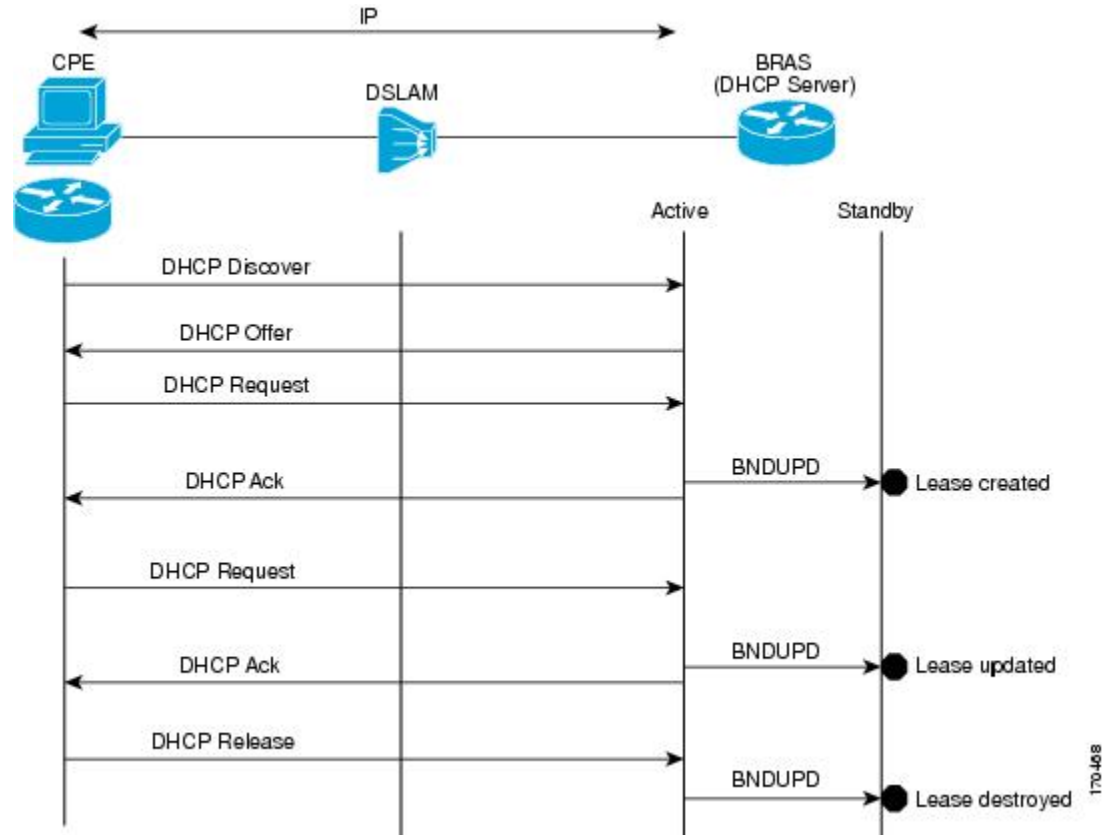 IP
CPE
DSLAM
BRAS
(DHCP Server)
Active
Standby
DHCP Discover
DHCP Offer
DHCP Request
BNDUPD
DHCP Ack
Lease created
DHCP Request
BNDUPD
DHCP Ack
Lease updated
DHCP Release
BNDUPD
Lease destroyed
170468